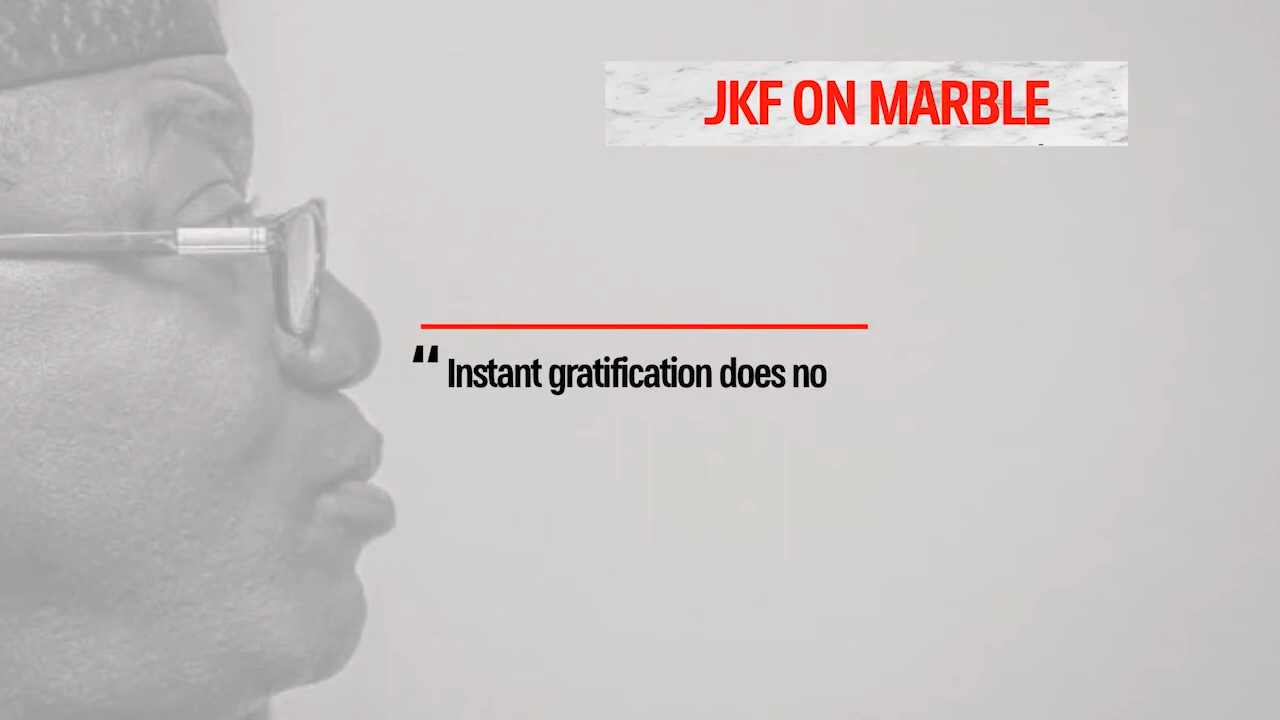 JKF ON MARBLE
“ Instant gratification does no